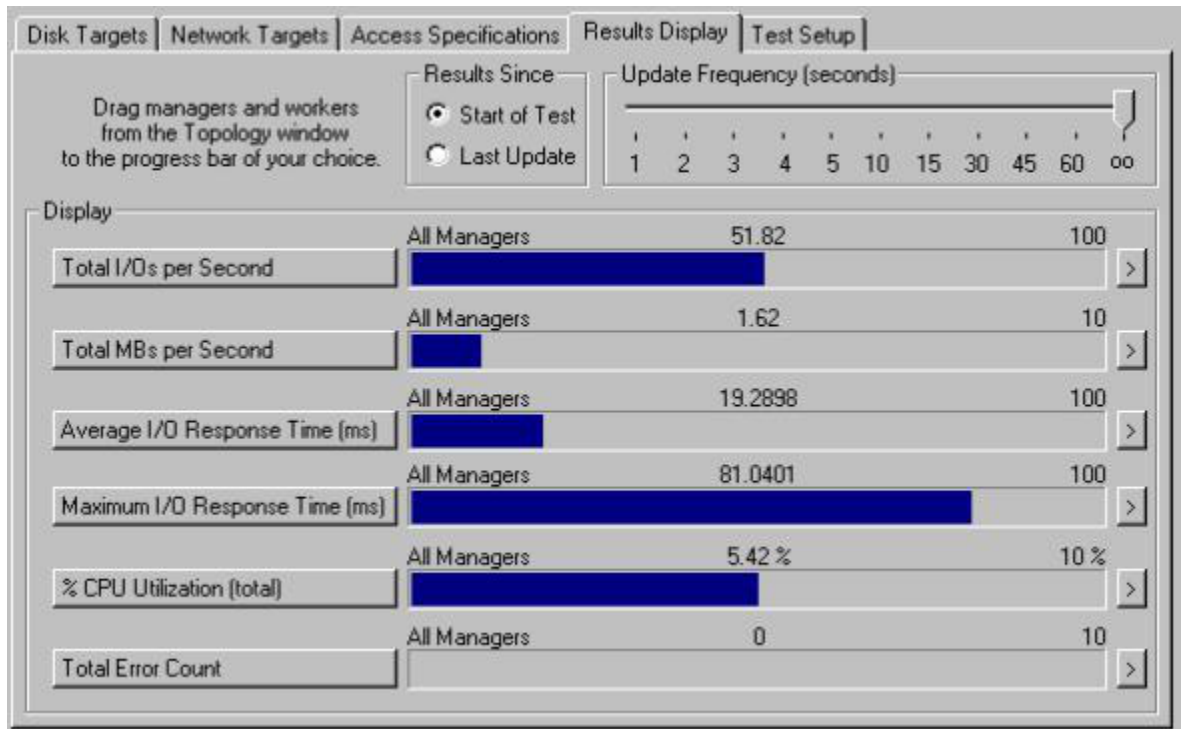 Disk Targets Network Targets Access Specifications Results Display Test Setup
Drag managers and workers
from the Topology window
to the progress bar of your choice.
Results Since
Start of Test
Last Update
Update Frequency (seconds)
1 2 3 4 5 10 15 30 45 60 oo
Display
All Managers 51.82 100
Total I/Os per Second >
All Managers 1.62 10
Total MBs per Second >
All Managers 19.2898 100
Average I/O Response Time (ms) >
All Managers 81.0401 100
Maximum I/O Response Time (ms) >
All Managers 5.42 % 10 %
% CPU Utilization (total) >
All Managers 0 10
Total Error Count >